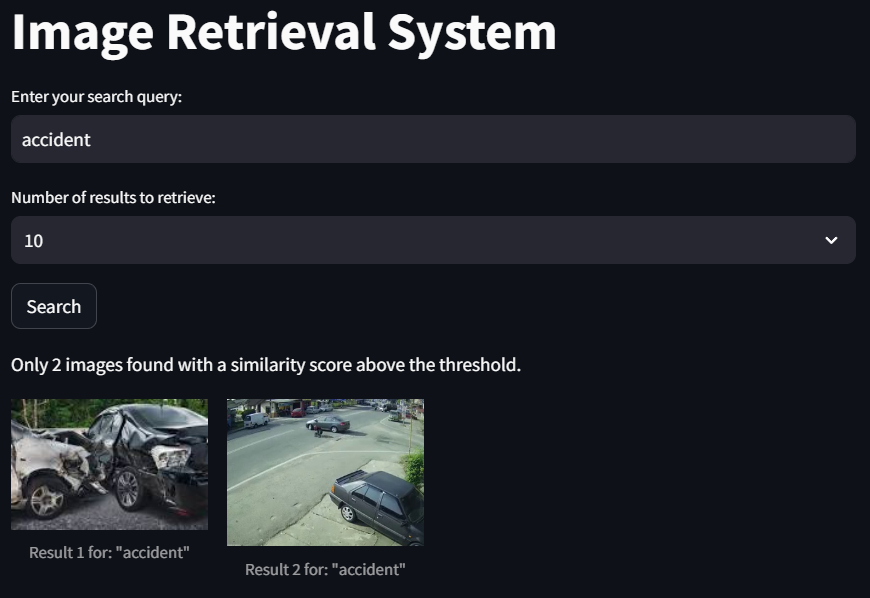 Image Retrieval System
Enter your search query:
accident
Number of results to retrieve:
10
Search
Only 2 images found with a similarity score above the threshold.
Result 1 for: "accident"
Result 2 for: "accident"